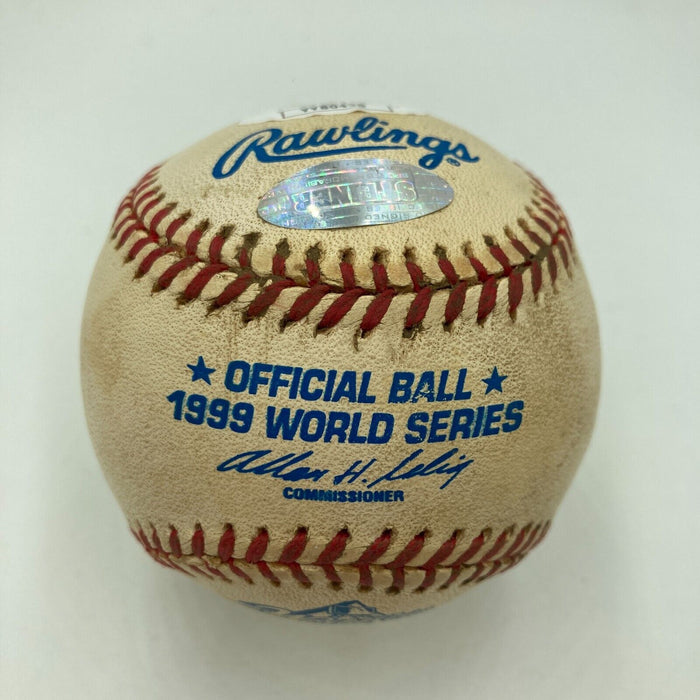 Rawlings
STEINER
OFFICIAL BALL
1999 WORLD SERIES
Allan H. Selig
COMMISSIONER